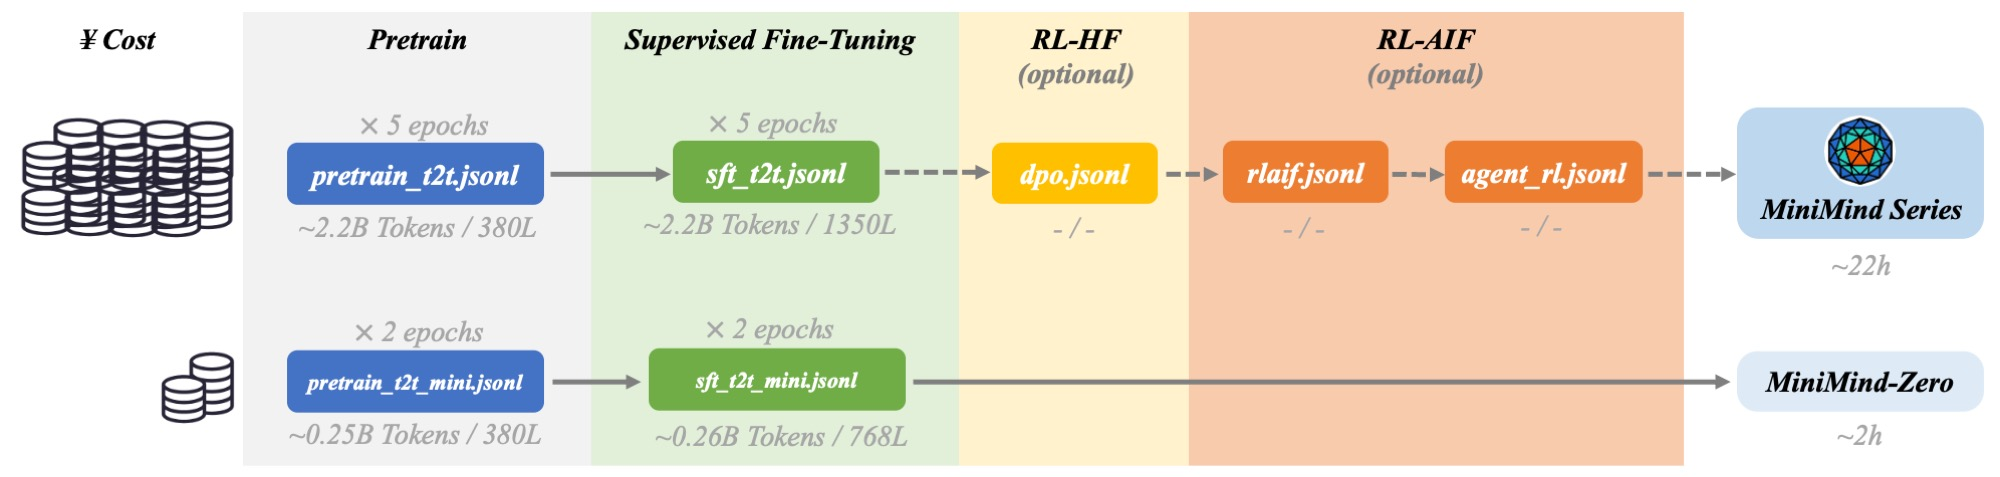 ¥ Cost
Pretrain
Supervised Fine-Tuning
RL-HF
(optional)
RL-AIF
(optional)
× 5 epochs
pretrain_t2t.jsonl
~2.2B Tokens / 380L
× 5 epochs
sft_t2t.jsonl
~2.2B Tokens / 1350L
dpo.jsonl
- / -
rlaif.jsonl
- / -
agent_rl.jsonl
- / -
MiniMind Series
~22h
× 2 epochs
pretrain_t2t_mini.jsonl
~0.25B Tokens / 380L
× 2 epochs
sft_t2t_mini.jsonl
~0.26B Tokens / 768L
MiniMind-Zero
~2h